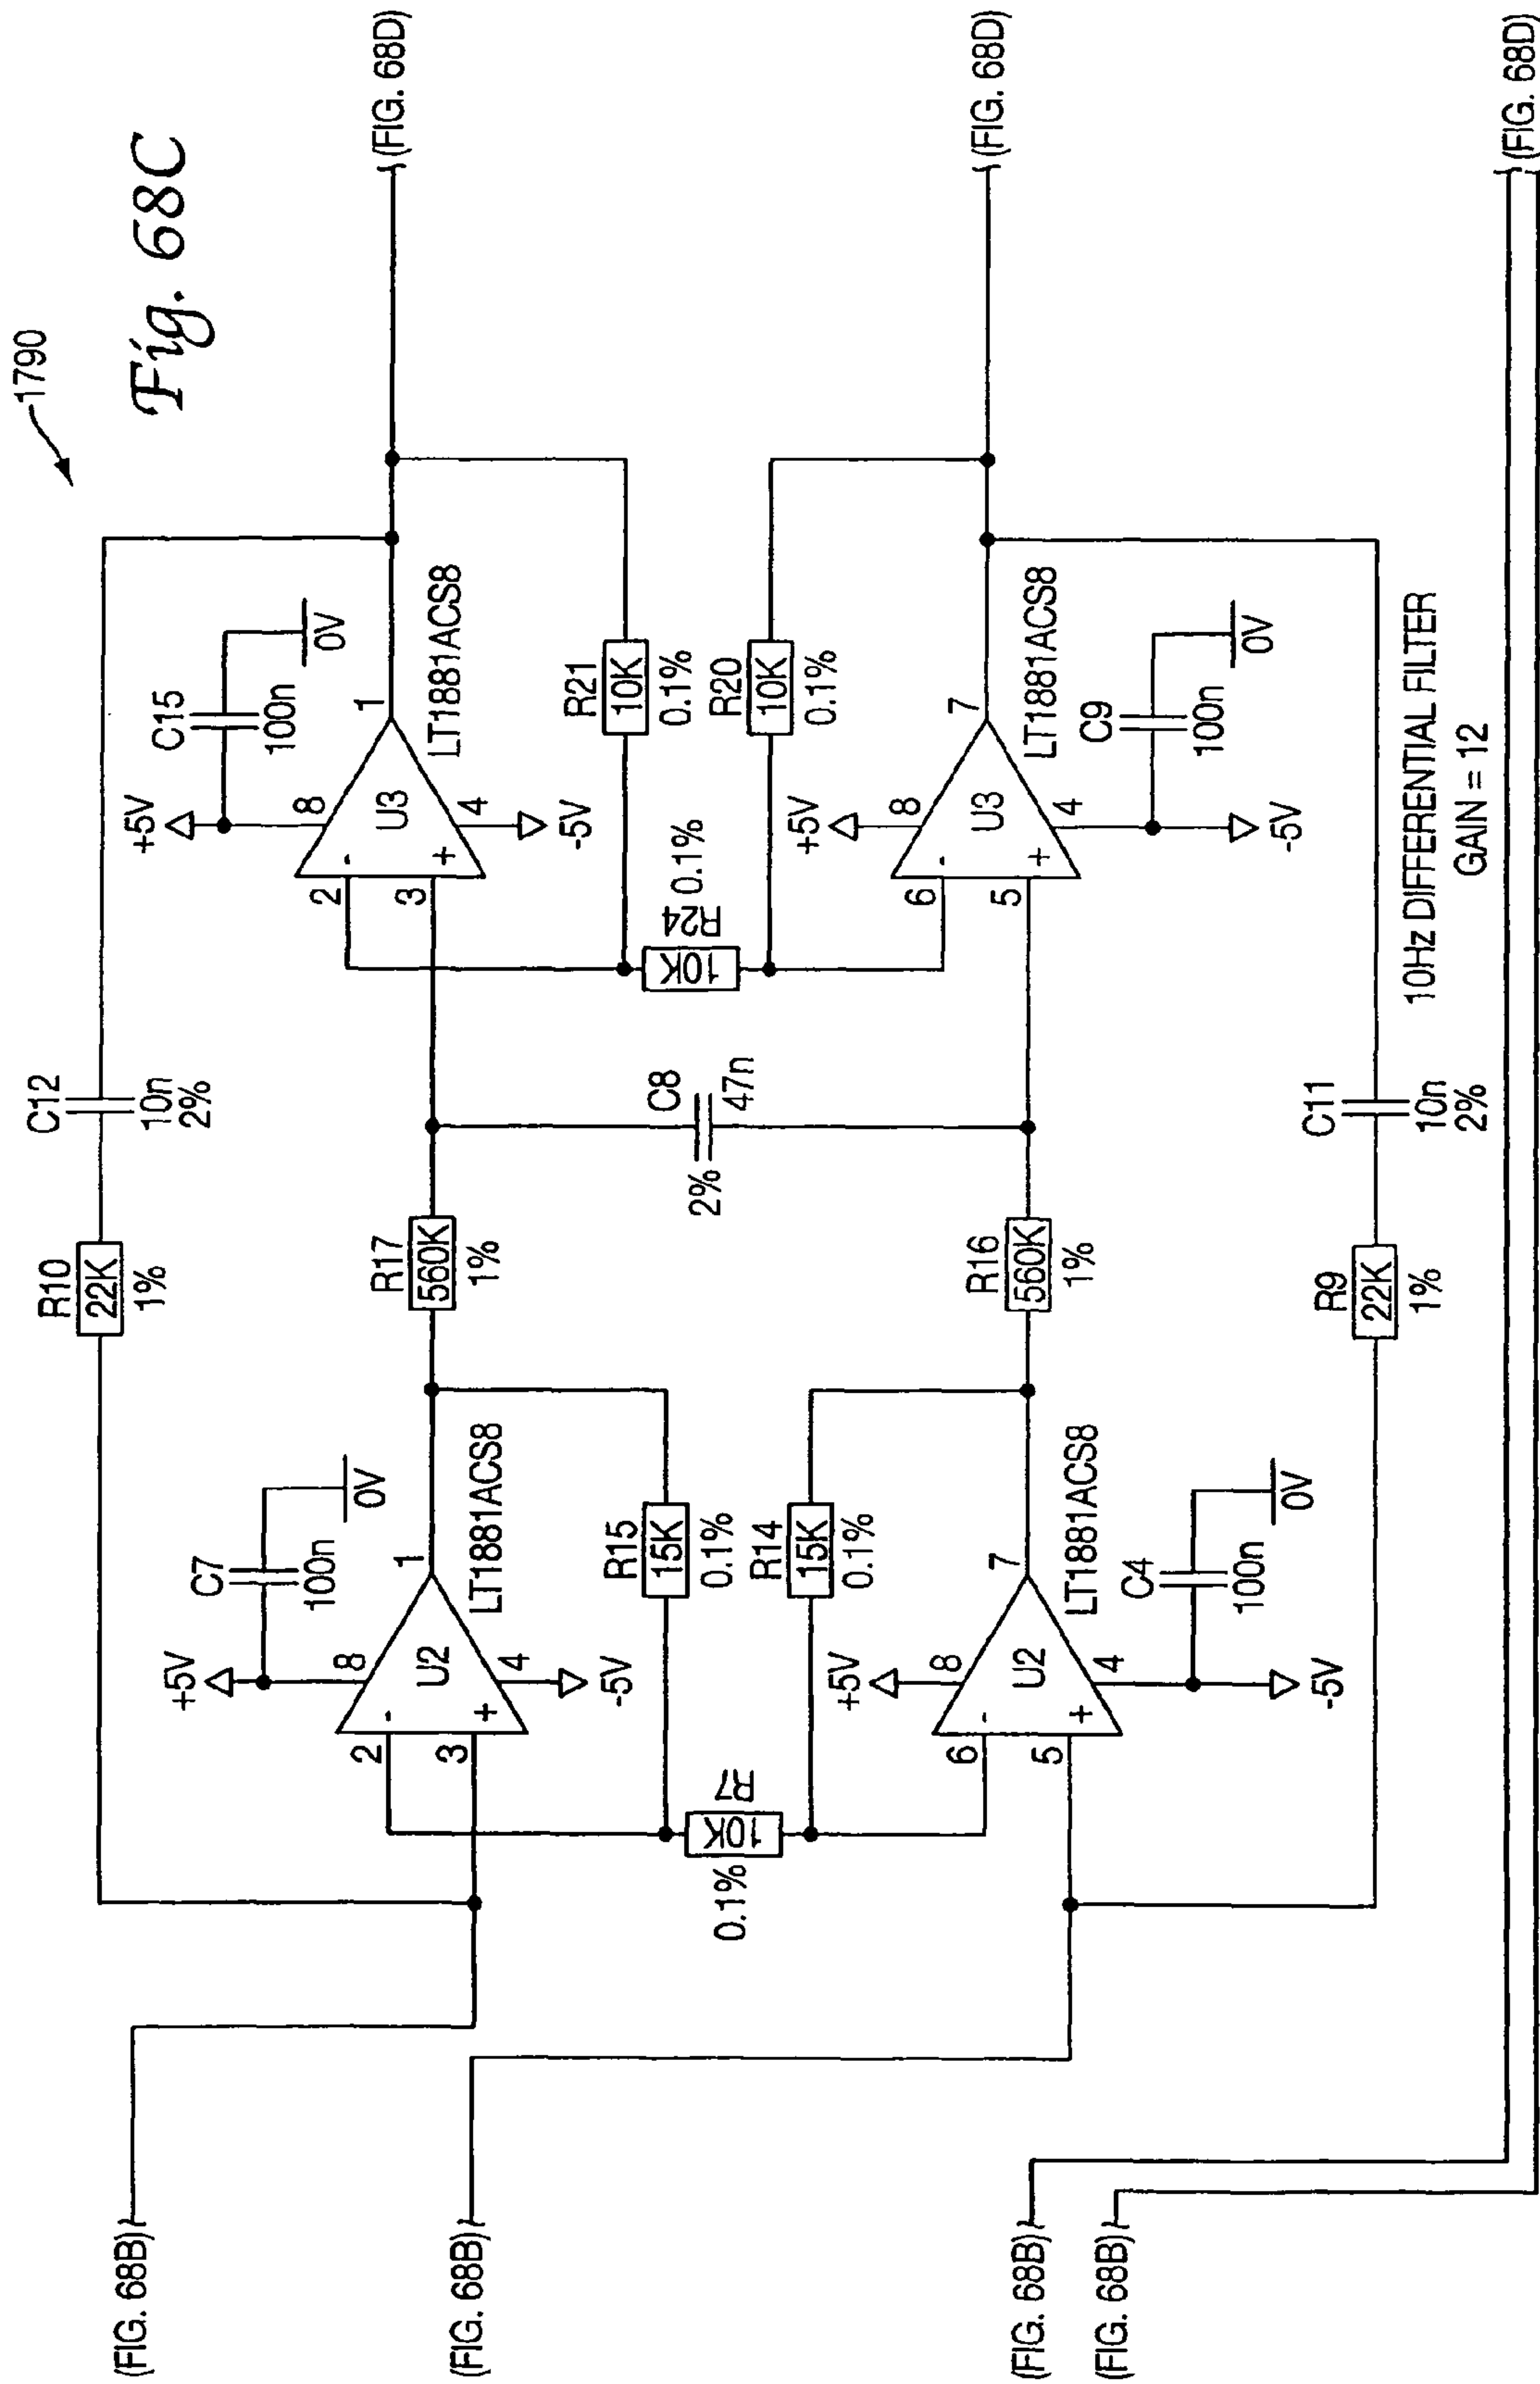 1790
Fig. 68C
C12
10n
2%
R10
22K
1%
C15
100n
+5V
0V
8
2
-
3
+
U3
1
4
-5V
LT1881ACS8
(FIG. 68D)
R21
10K
0.1%
R24
10K
0.1%
R20
10K
0.1%
+5V
8
6
-
5
+
U3
7
4
-5V
LT1881ACS8
C9
100n
0V
(FIG. 68D)
R17
560K
1%
C8
47n
2%
R16
560K
1%
C7
100n
+5V
0V
8
2
-
3
+
U2
1
4
-5V
LT1881ACS8
R15
15K
0.1%
R7
10K
0.1%
R14
15K
0.1%
+5V
8
6
-
5
+
U2
7
4
-5V
LT1881ACS8
C4
100n
0V
C11
10n
2%
R9
22K
1%
10Hz DIFFERENTIAL FILTER
GAIN = 12
(FIG. 68B)
(FIG. 68B)
(FIG. 68B)
(FIG. 68B)
(FIG. 68D)